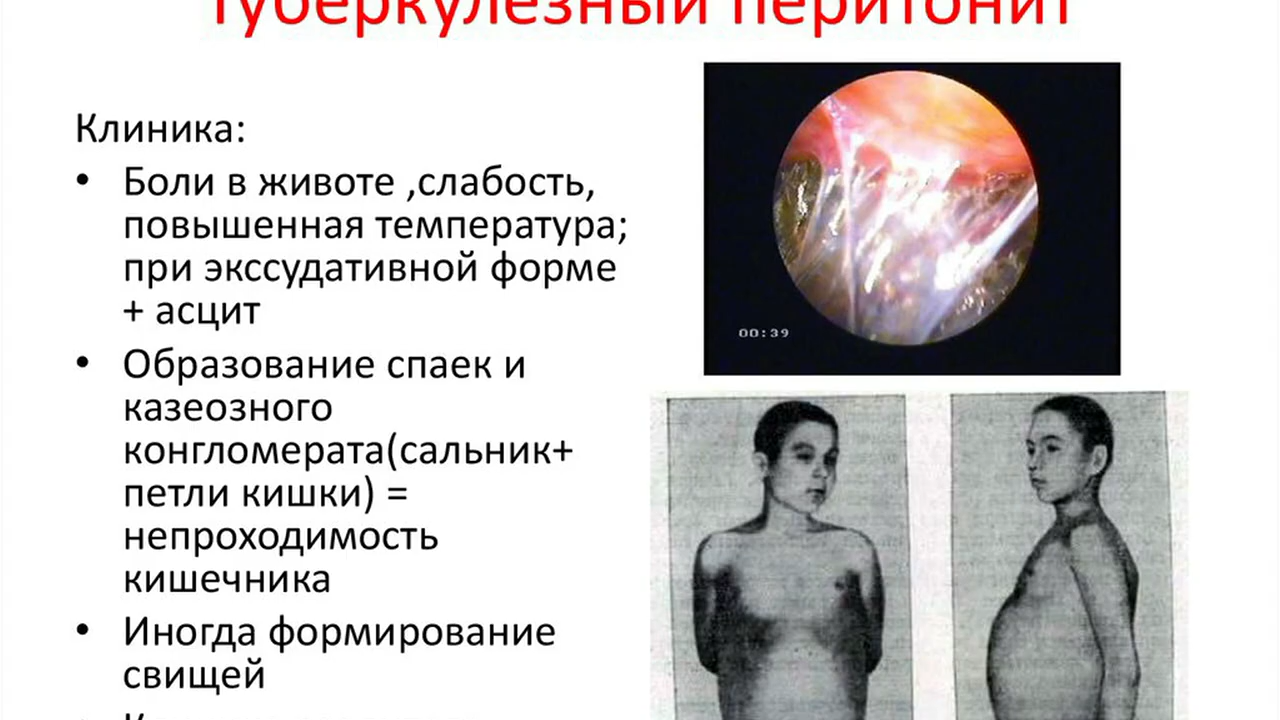 Туберкулезный перитонит
Клиника:
• Боли в животе ,слабость,
повышенная температура;
при экссудативной форме
+ асцит
• Образование спаек и
казеозного
конгломерата(сальник+
петли кишки) =
непроходимость
кишечника
• Иногда формирование
свищей
00:39